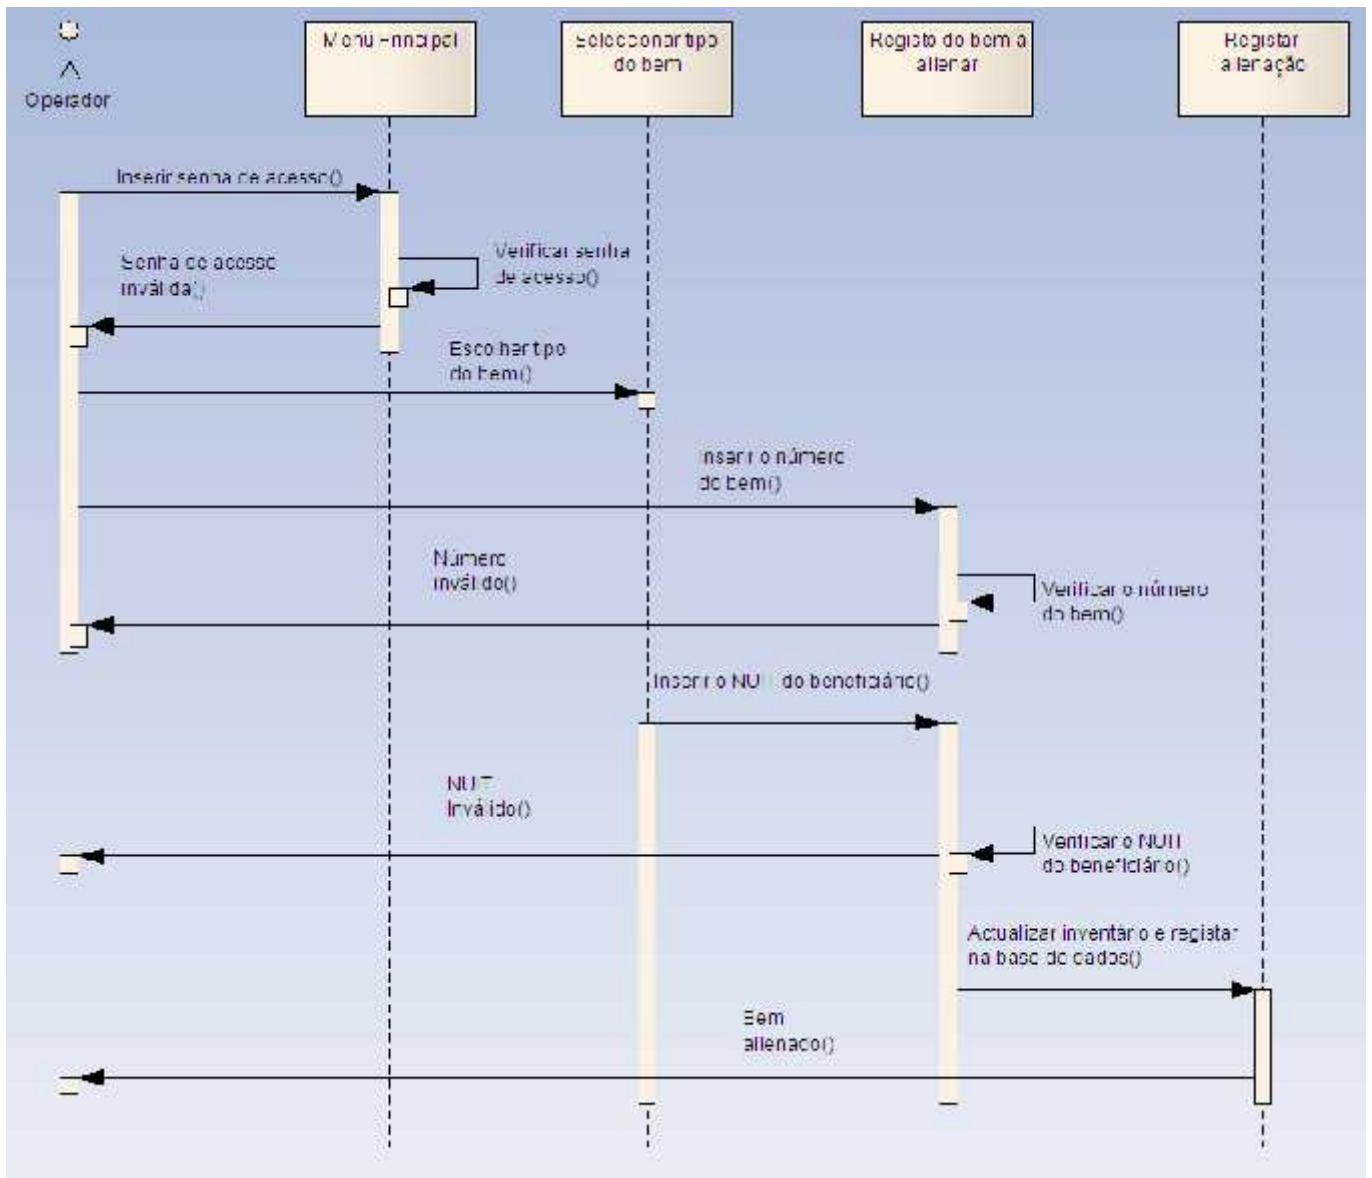 Operador
Menu Principal
Seleccionar tipo
do bem
Registo do bem a
alienar
Registar
alienação
Inserir senha de acesso()
Verificar senha
de acesso()
Senha de acesso
inválida()
Escolher tipo
do bem()
Inserir o número
do bem()
Número
inválido()
Verificar o número
do bem()
Inserir o NUIT do beneficiário()
NUIT
Inválido()
Verificar o NUIT
do beneficiário()
Actualizar inventário e registar
na base de dados()
Bem
alienado()